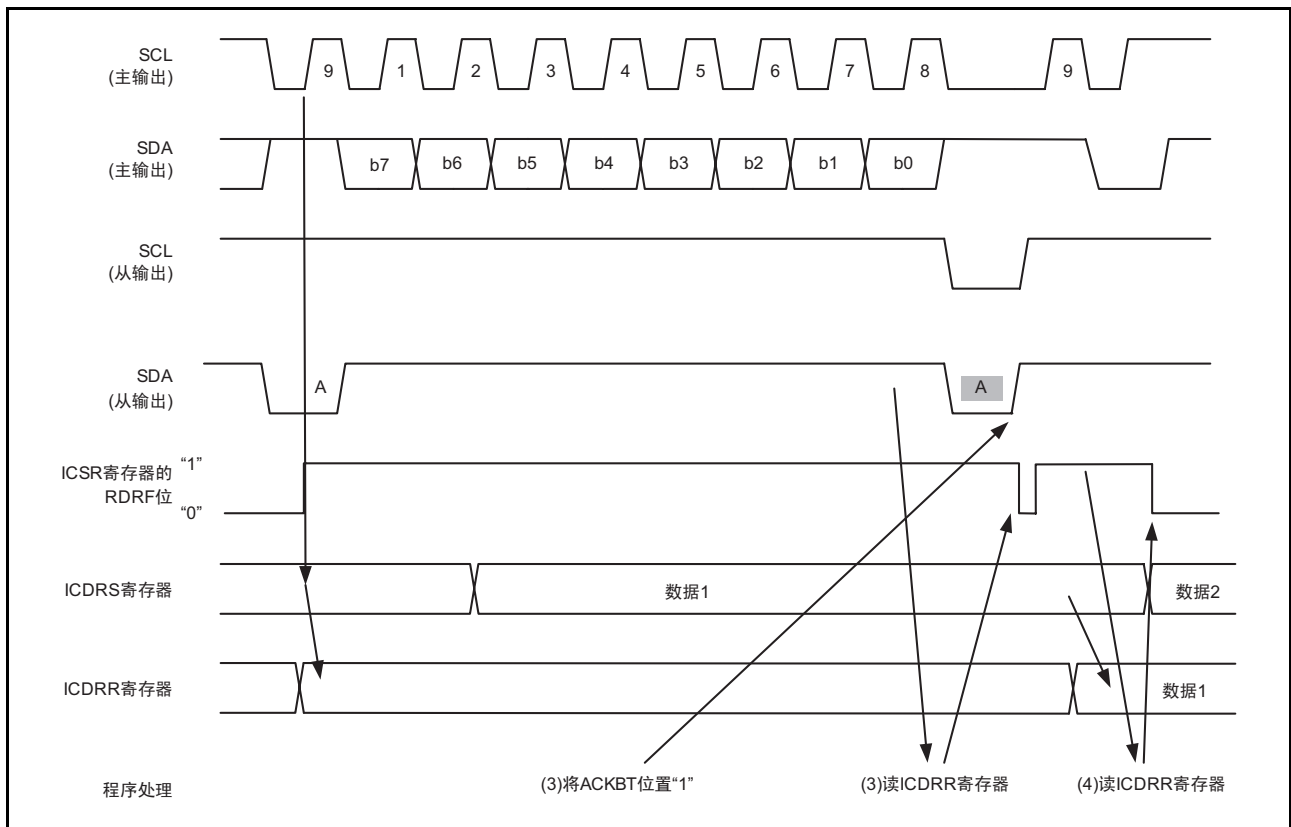 SCL
(主输出)
9 1 2 3 4 5 6 7 8 9
SDA
(主输出)
b7 b6 b5 b4 b3 b2 b1 b0
SCL
(从输出)
SDA
(从输出)
A A
ICSR寄存器的 “1”
RDRF位
“0”
ICDRS寄存器 数据1 数据2
ICDRR寄存器 数据1
程序处理 (3)将ACKBT位置“1” (3)读ICDRR寄存器 (4)读ICDRR寄存器